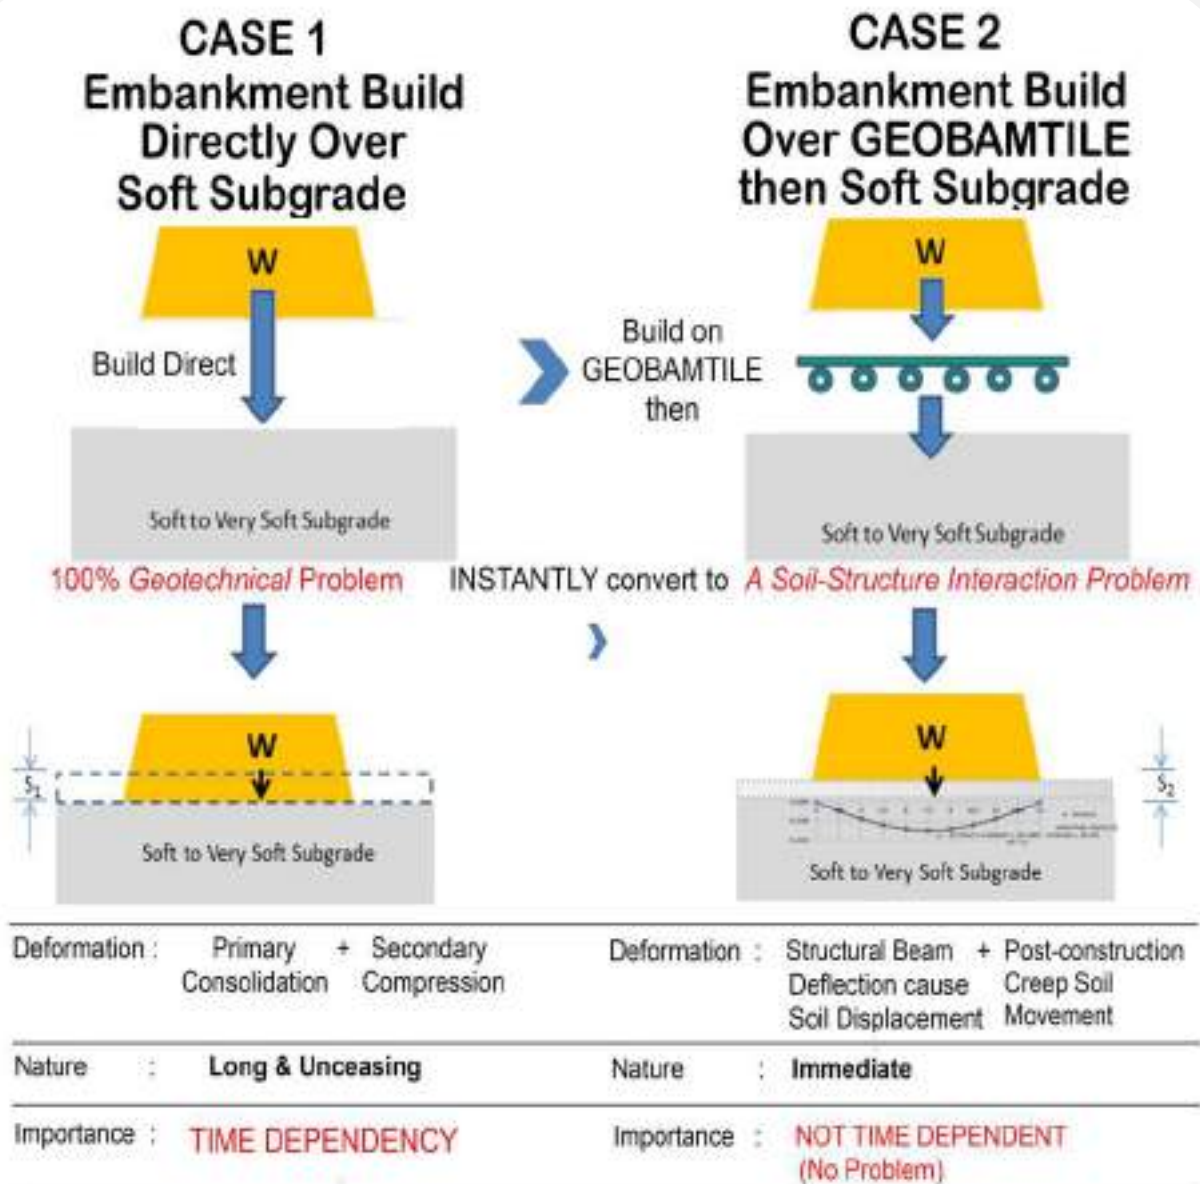 CASE 1
Embankment Build
Directly Over
Soft Subgrade
W
Build Direct
Soft to Very Soft Subgrade
100% Geotechnical Problem
CASE 2
Embankment Build
Over GEOBAMTILE
then Soft Subgrade
W
Build on
GEOBAMTILE
then
Soft to Very Soft Subgrade
INSTANTLY convert to A Soil-Structure Interaction Problem
W
S1
Soft to Very Soft Subgrade
W
S2
Soft to Very Soft Subgrade
Deformation : Primary + Secondary
Consolidation Compression
Nature : Long & Unceasing
Importance : TIME DEPENDENCY
Deformation : Structural Beam + Post-construction
Deflection cause Creep Soil
Soil Displacement Movement
Nature : Immediate
Importance : NOT TIME DEPENDENT
(No Problem)